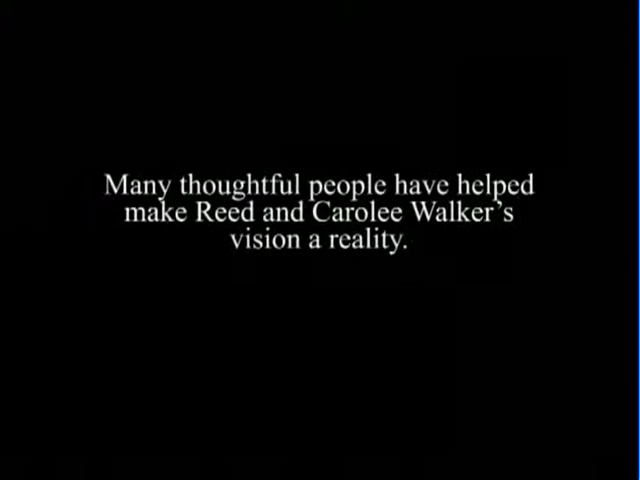 Many thoughtful people have helped
make Reed and Carolee Walker's
vision a reality.